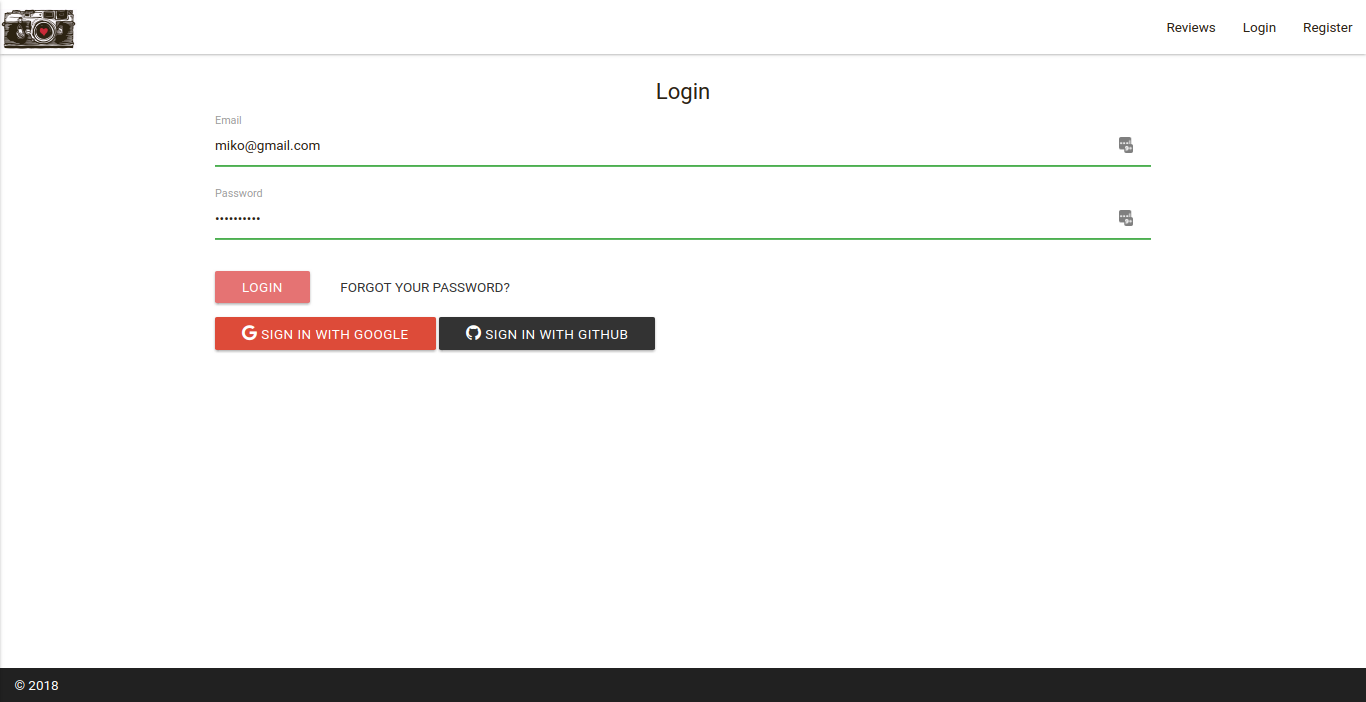 Reviews Login Register
Login
Email
miko@gmail.com
Password
••••••••••
LOGIN FORGOT YOUR PASSWORD?
SIGN IN WITH GOOGLE SIGN IN WITH GITHUB
© 2018